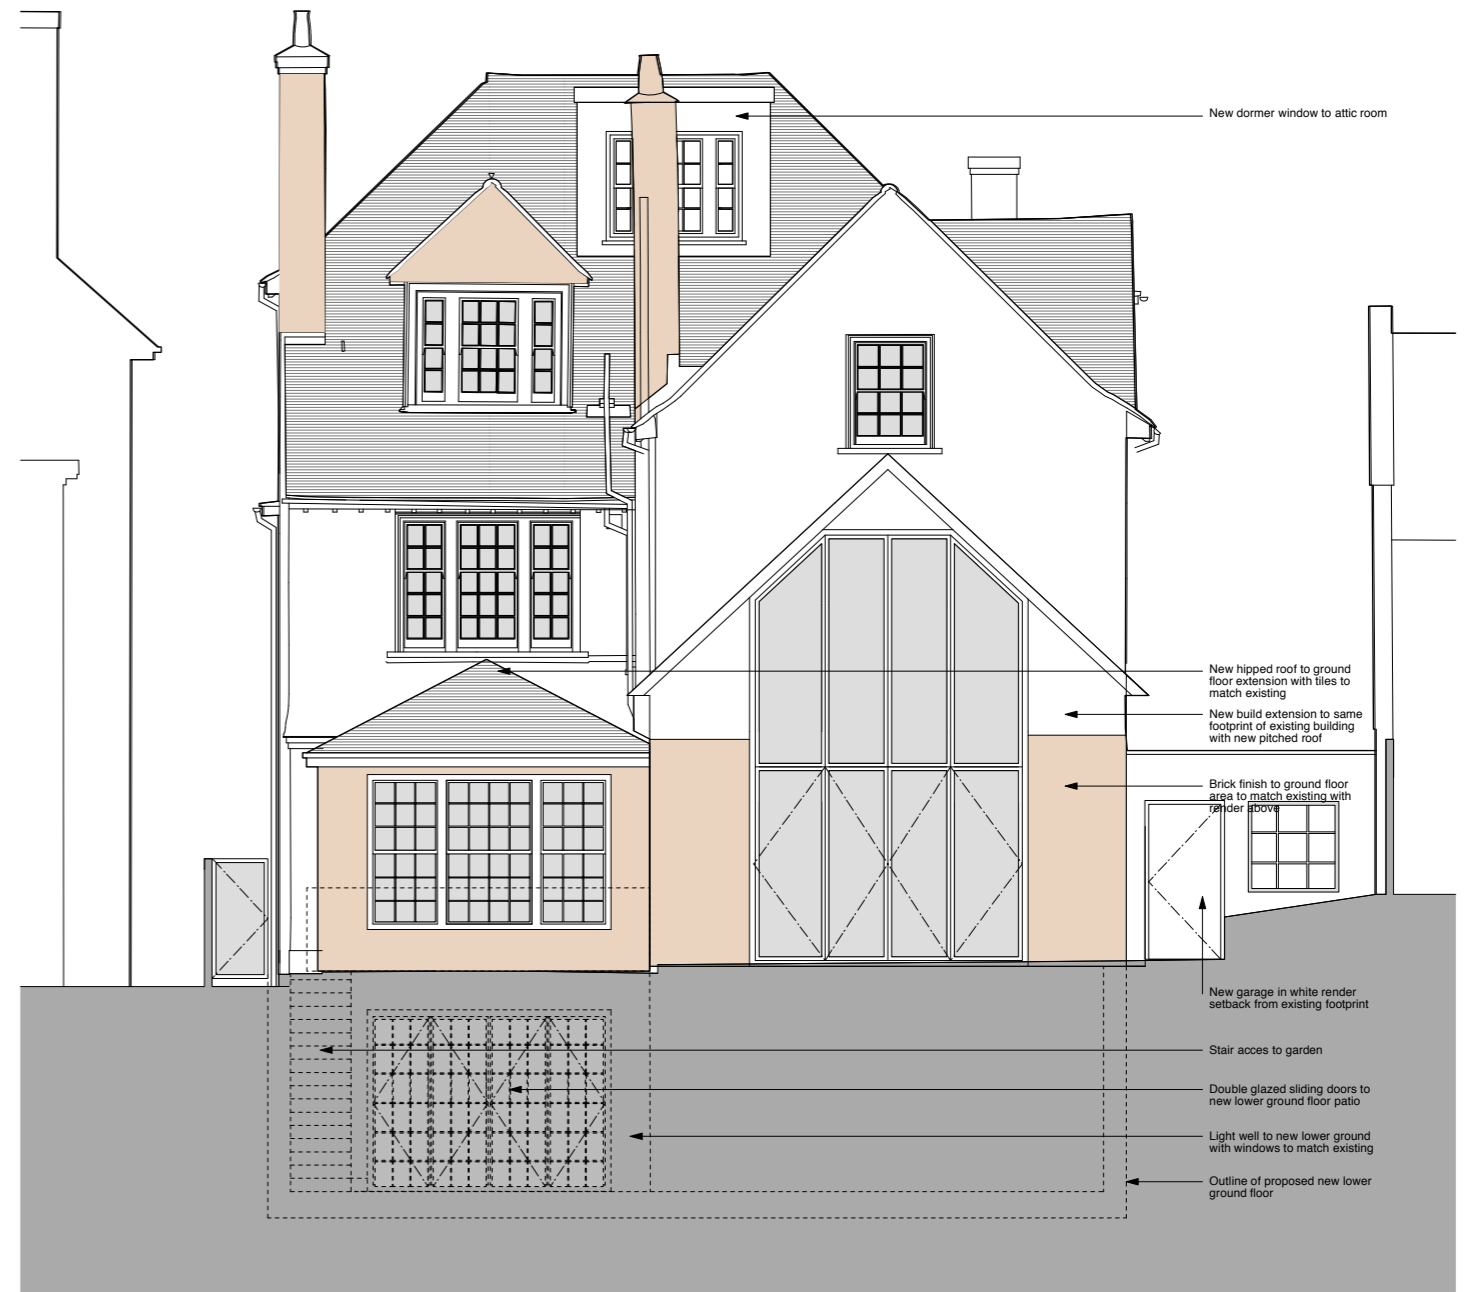 New dormer window to attic room
New hipped roof to ground
floor extension with tiles to
match existing
New build extension to same
footprint of existing building
with new pitched roof
Brick finish to ground floor
area to match existing with
render above
New garage in white render
setback from existing footprint
Stair acces to garden
Double glazed sliding doors to
new lower ground floor patio
Light well to new lower ground
with windows to match existing
Outline of proposed new lower
ground floor